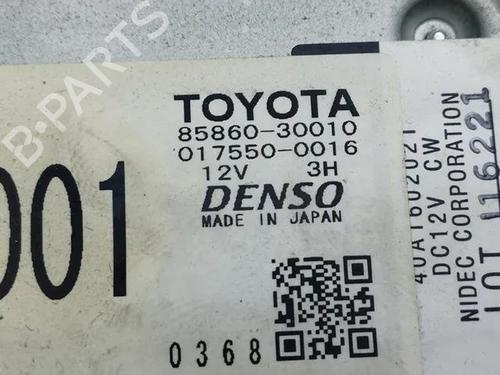 B-PARTS
001
TOYOTA
85860-30010
017550-0016
12V 3H
DENSO
MADE IN JAPAN
0368
40A1602021
DC12V CW
NIDEC CORPORATION
LOT 116221